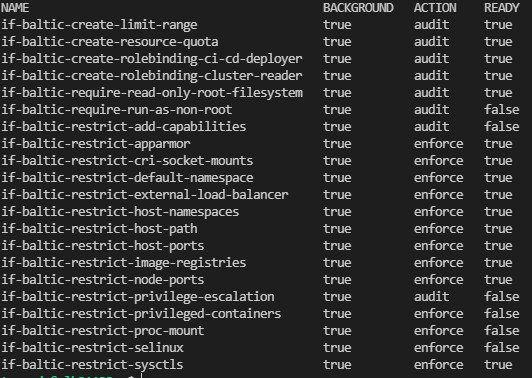 NAME BACKGROUND ACTION READY
if-baltic-create-limit-range true audit true
if-baltic-create-resource-quota true audit true
if-baltic-create-rolebinding-ci-cd-deployer true audit true
if-baltic-create-rolebinding-cluster-reader true audit true
if-baltic-require-read-only-root-filesystem true audit true
if-baltic-require-run-as-non-root true audit false
if-baltic-restrict-add-capabilities true audit false
if-baltic-restrict-apparmor true enforce true
if-baltic-restrict-cri-socket-mounts true enforce true
if-baltic-restrict-default-namespace true enforce true
if-baltic-restrict-external-load-balancer true enforce true
if-baltic-restrict-host-namespaces true enforce true
if-baltic-restrict-host-path true enforce true
if-baltic-restrict-host-ports true enforce true
if-baltic-restrict-image-registries true enforce true
if-baltic-restrict-node-ports true enforce true
if-baltic-restrict-privilege-escalation true audit false
if-baltic-restrict-privileged-containers true enforce false
if-baltic-restrict-proc-mount true enforce false
if-baltic-restrict-selinux true enforce false
if-baltic-restrict-sysctls true enforce true